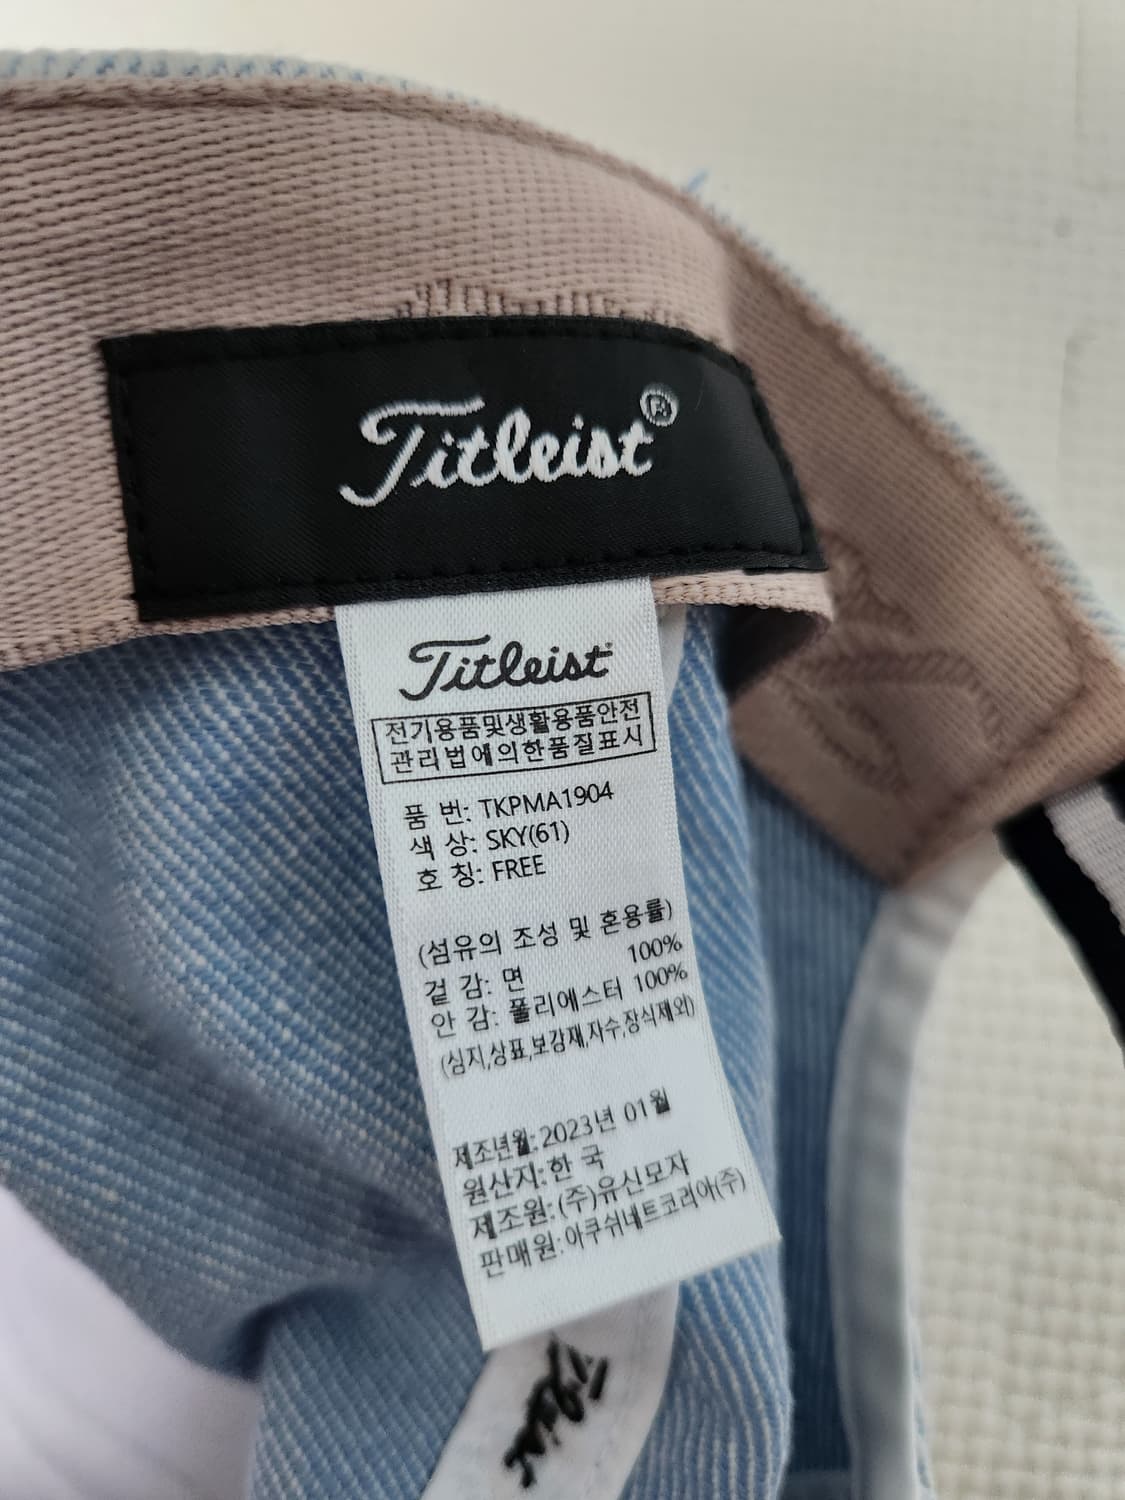 Titleist®
Titleist
전기용품및생활용품안전
관리법에의한품질표시
품 번: TKPMA1904
색 상: SKY(61)
호 칭: FREE
(섬유의 조성 및 혼용률)
겉 감: 면 100%
안 감: 폴리에스터 100%
(심지,상표,보강재,자수,장식제외)
제조년월: 2023년 01월
원산지: 한 국
제조원: (주)유신모자
판매원: 아쿠쉬네트코리아(주)